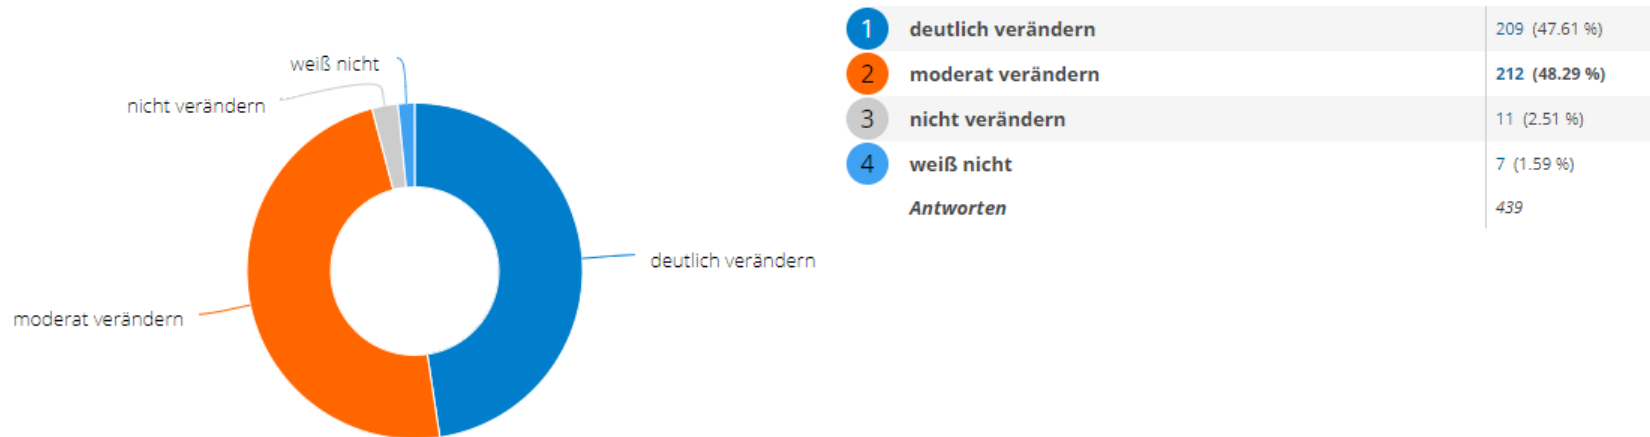 weiß nicht
nicht verändern
deutlich verändern
moderat verändern
1 deutlich verändern 209 (47.61 %)
2 moderat verändern 212 (48.29 %)
3 nicht verändern 11 (2.51 %)
4 weiß nicht 7 (1.59 %)
Antworten 439